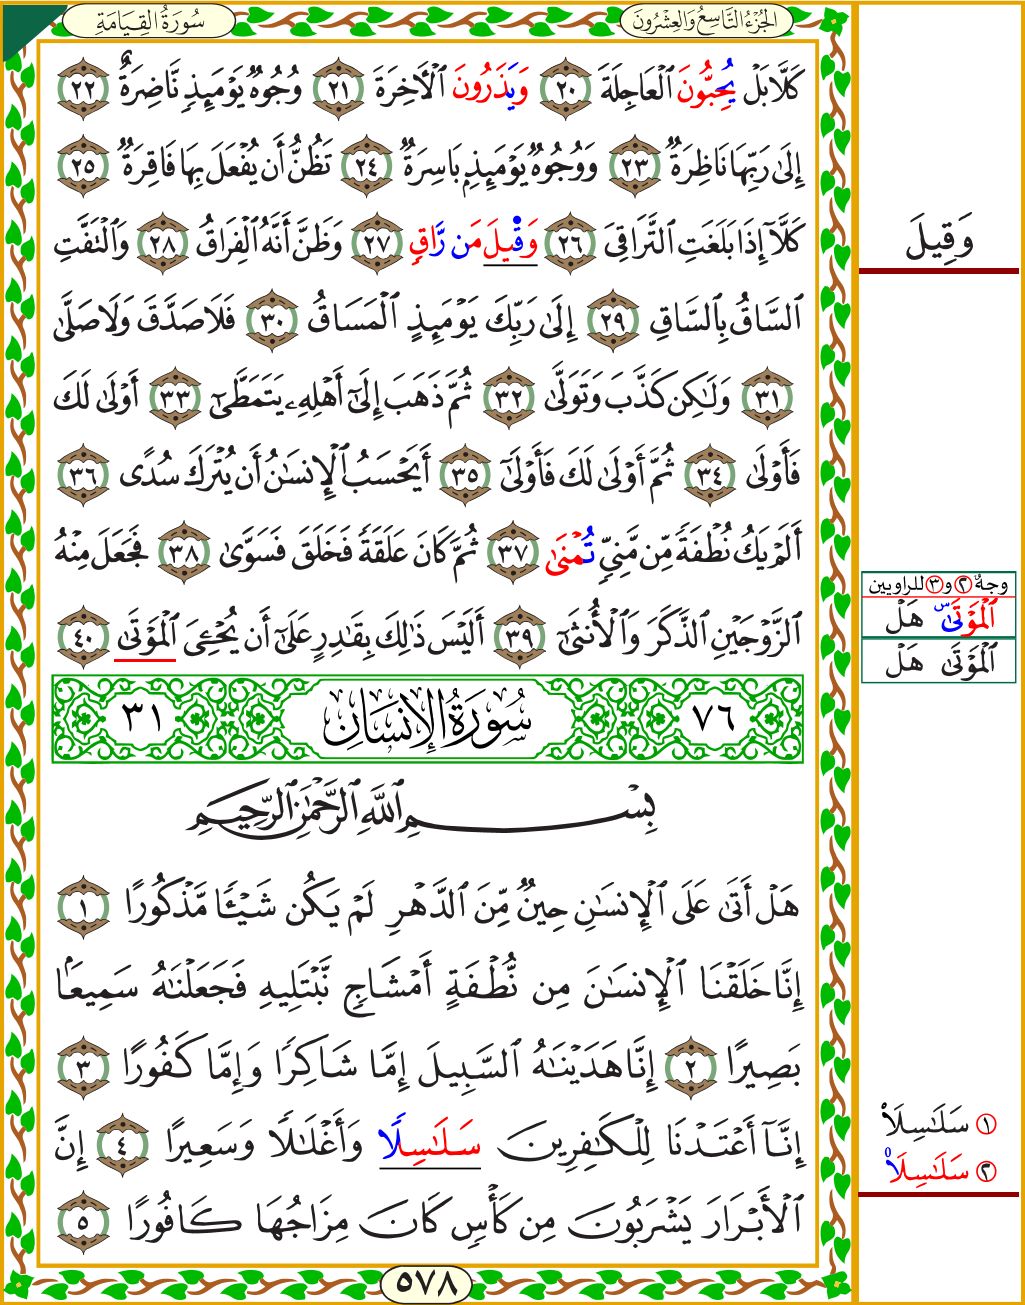 الجُزْءُ التَّاسِعُ وَالعِشْرُونَ
سُورَةُ القِيَامَةِ
كَلَّا بَلْ يُحِبُّونَ ٱلْعَاجِلَةَ ٢٠ وَيَذَرُونَ ٱلْأَخِرَةَ ٢١ وُجُوهٌ يَوْمَئِذٍ نَّاضِرَةٌ ٢٢
إِلَىٰ رَبِّهَا نَاظِرَةٌ ٢٣ وَوُجُوهٌ يَوْمَئِذٍ بَاسِرَةٌ ٢٤ تَظُنُّ أَن يُفْعَلَ بِهَا فَاقِرَةٌ ٢٥
كَلَّآ إِذَا بَلَغَتِ ٱلتَّرَاقِىَ ٢٦ وَقِيلَ مَن رَّاقٍ ٢٧ وَظَنَّ أَنَّهُ ٱلْفِرَاقُ ٢٨ وَٱلْتَفَّتِ
وَقِيلَ
ٱلسَّاقُ بِٱلسَّاقِ ٢٩ إِلَىٰ رَبِّكَ يَوْمَئِذٍ ٱلْمَسَاقُ ٣٠ فَلَا صَدَّقَ وَلَا صَلَّىٰ
٣١ وَلَـٰكِن كَذَّبَ وَتَوَلَّىٰ ٣٢ ثُمَّ ذَهَبَ إِلَىٰٓ أَهْلِهِۦ يَتَمَطَّىٰٓ ٣٣ أَوْلَىٰ لَكَ
فَأَوْلَىٰ ٣٤ ثُمَّ أَوْلَىٰ لَكَ فَأَوْلَىٰٓ ٣٥ أَيَحْسَبُ ٱلْإِنسَـٰنُ أَن يُتْرَكَ سُدًى ٣٦
أَلَمْ يَكُ نُطْفَةً مِّن مَّنِىٍّ تُمْنَىٰ ٣٧ ثُمَّ كَانَ عَلَقَةً فَخَلَقَ فَسَوَّىٰ ٣٨ فَجَعَلَ مِنْهُ
ٱلزَّوْجَيْنِ ٱلذَّكَرَ وَٱلْأُنثَىٰٓ ٣٩ أَلَيْسَ ذَٰلِكَ بِقَـٰدِرٍ عَلَىٰٓ أَن يُحْـِۧىَ ٱلْمَوْتَىٰ ٤٠
وجهٌ ٢ و ٣ للراويين
ٱلْمَوْتَىٰ س هَلْ
ٱلْمَوْتَىٰ هَلْ
٧٦ سُورَةُ الإِنسَانِ ٣١
بِسْمِ ٱللَّهِ ٱلرَّحْمَـٰنِ ٱلرَّحِيمِ
هَلْ أَتَىٰ عَلَى ٱلْإِنسَـٰنِ حِينٌ مِّنَ ٱلدَّهْرِ لَمْ يَكُن شَيْـًٔا مَّذْكُورًا ١
إِنَّا خَلَقْنَا ٱلْإِنسَـٰنَ مِن نُّطْفَةٍ أَمْشَاجٍ نَّبْتَلِيهِ فَجَعَلْنَـٰهُ سَمِيعًۢا
بَصِيرًا ٢ إِنَّا هَدَيْنَـٰهُ ٱلسَّبِيلَ إِمَّا شَاكِرًا وَإِمَّا كَفُورًا ٣
إِنَّآ أَعْتَدْنَا لِلْكَـٰفِرِينَ سَلَـٰسِلًا وَأَغْلَـٰلًا وَسَعِيرًا ٤ إِنَّ
١ سَلَـٰسِلَا۟
٢ سَلَـٰسِلَا۠
ٱلْأَبْرَارَ يَشْرَبُونَ مِن كَأْسٍ كَانَ مِزَاجُهَا كَافُورًا ٥
٥٧٨